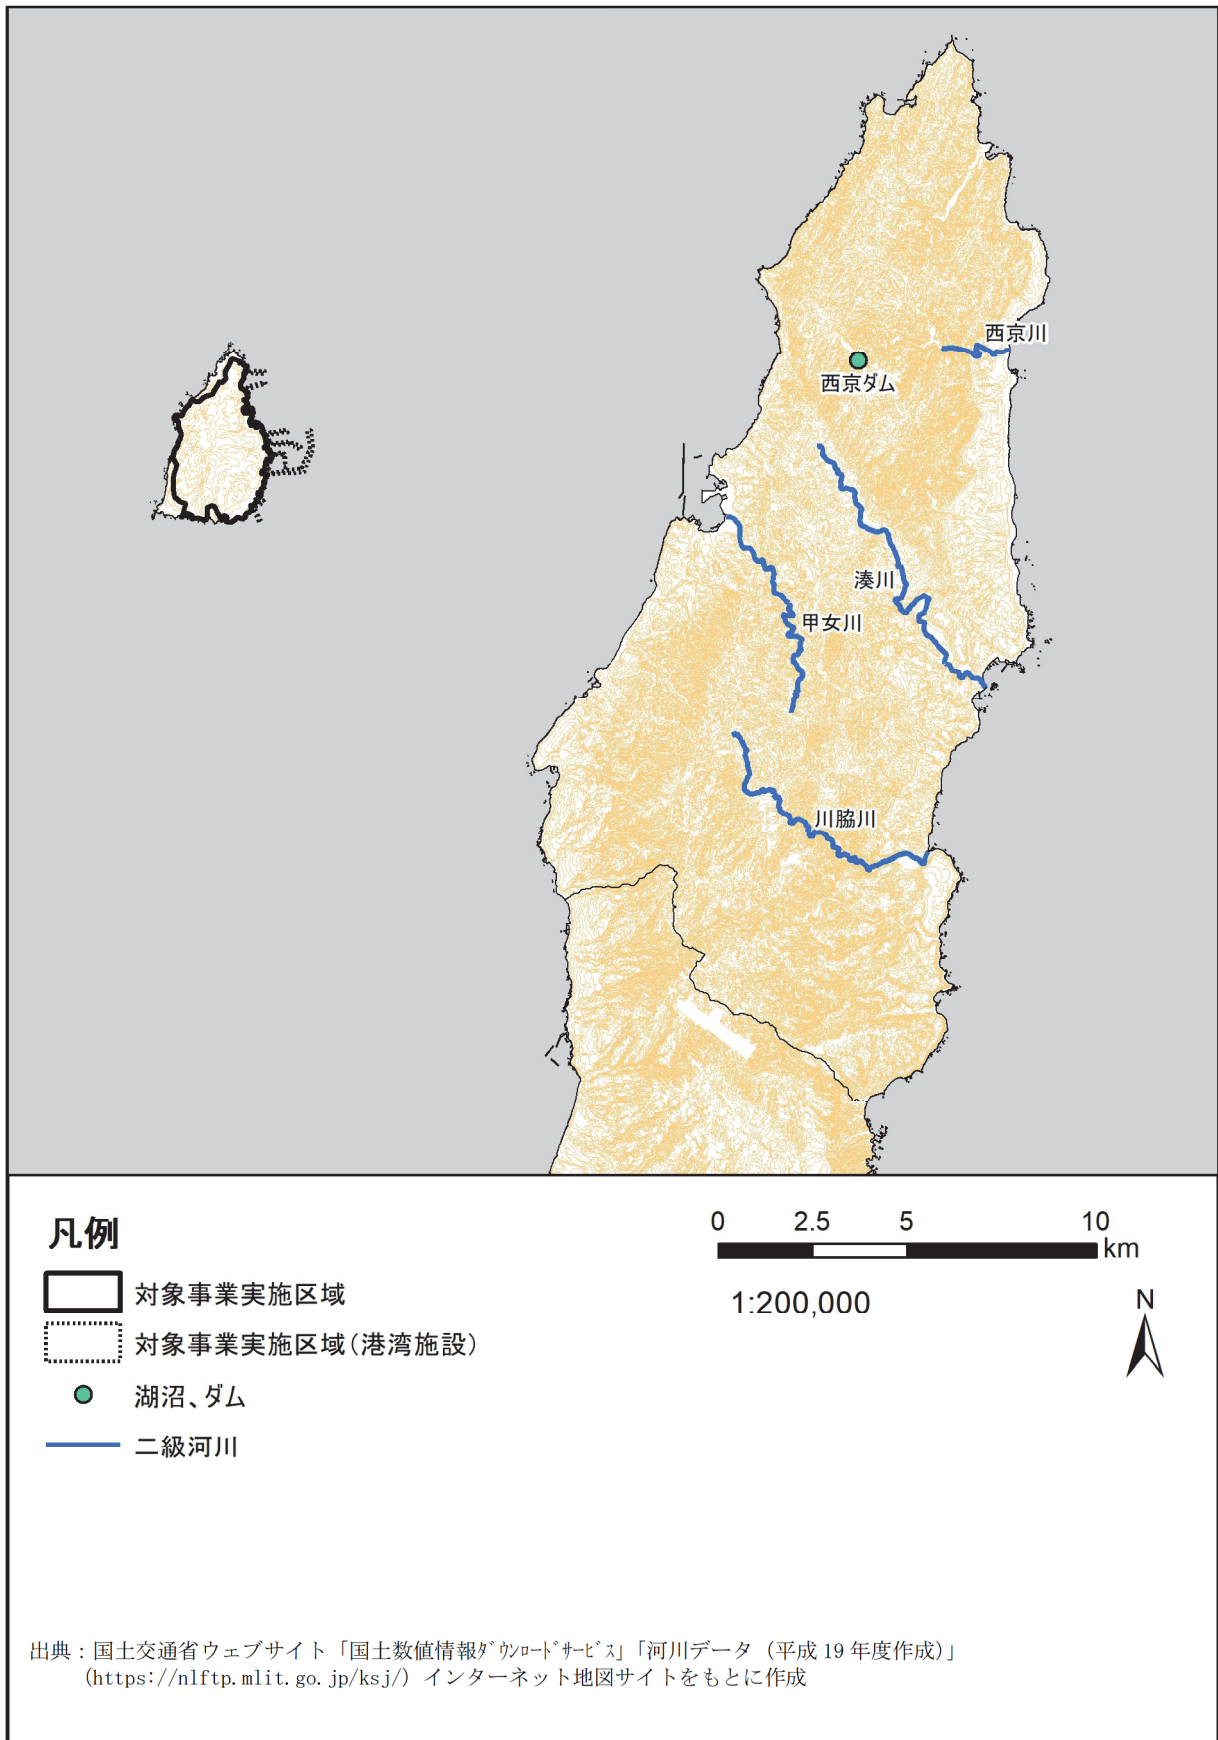 西京川
西京ダム
湊川
甲女川
川脇川
凡例
対象事業実施区域
対象事業実施区域(港湾施設)
湖沼、ダム
二級河川
0 2.5 5 10
km
1:200,000
N
出典：国土交通省ウェブサイト「国土数値情報ﾀﾞｳﾝﾛｰﾄﾞｻｰﾋﾞｽ」「河川データ（平成 19 年度作成）」
(https://nlftp.mlit.go.jp/ksj/) インターネット地図サイトをもとに作成